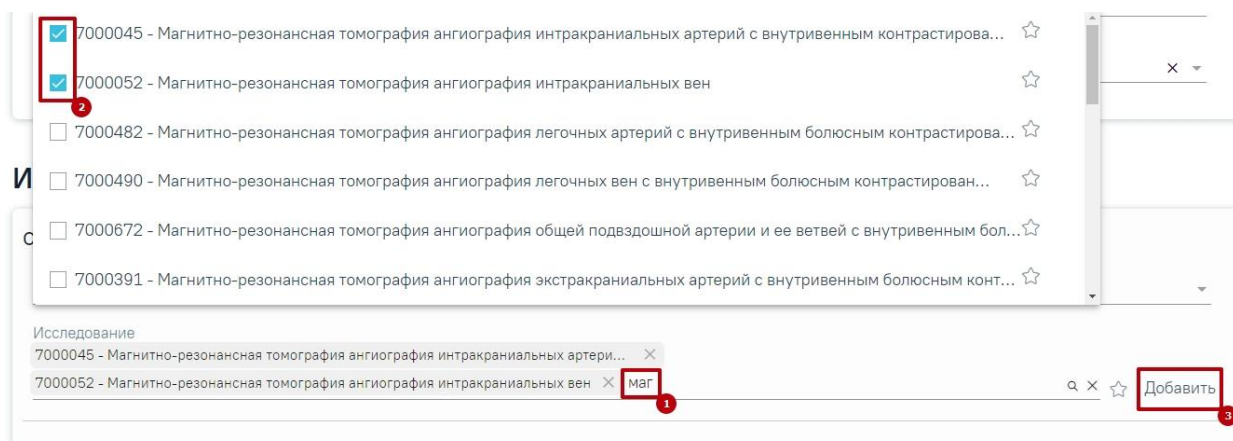 7000045 - Магнитно-резонансная томография ангиография интракраниальных артерий с внутривенным контрастирова...
7000052 - Магнитно-резонансная томография ангиография интракраниальных вен
2
7000482 - Магнитно-резонансная томография ангиография легочных артерий с внутривенным болюсным контрастирова...
И
7000490 - Магнитно-резонансная томография ангиография легочных вен с внутривенным болюсным контрастирован...
7000672 - Магнитно-резонансная томография ангиография общей подвздошной артерии и ее ветвей с внутривенным бол...
7000391 - Магнитно-резонансная томография ангиография экстракраниальных артерий с внутривенным болюсным конт...
Исследование
7000045 - Магнитно-резонансная томография ангиография интракраниальных артери...
7000052 - Магнитно-резонансная томография ангиография интракраниальных вен маг Добавить
1 3